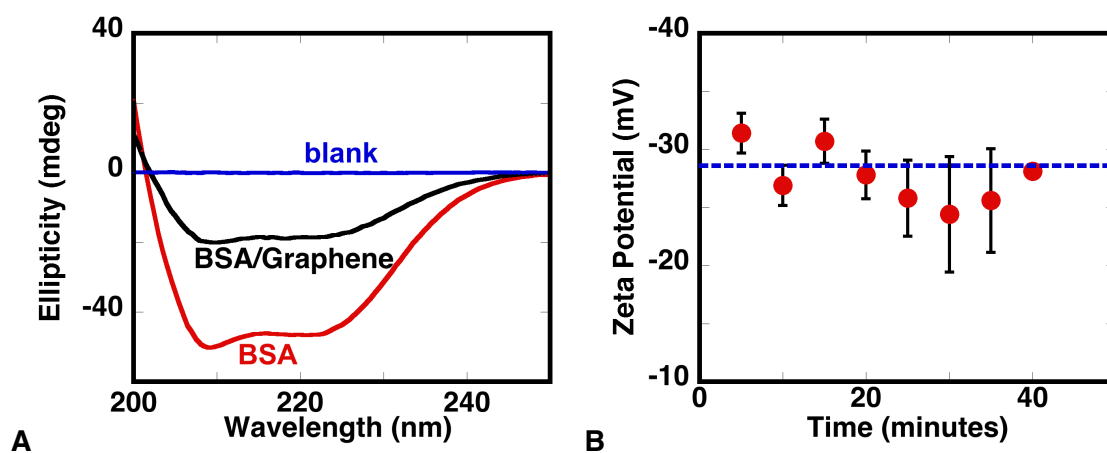 40
0
-40
Ellipticity (mdeg)
blank
BSA/Graphene
BSA
200
220
240
Wavelength (nm)
A
-40
-30
-20
-10
Zeta Potential (mV)
0
20
40
Time (minutes)
B